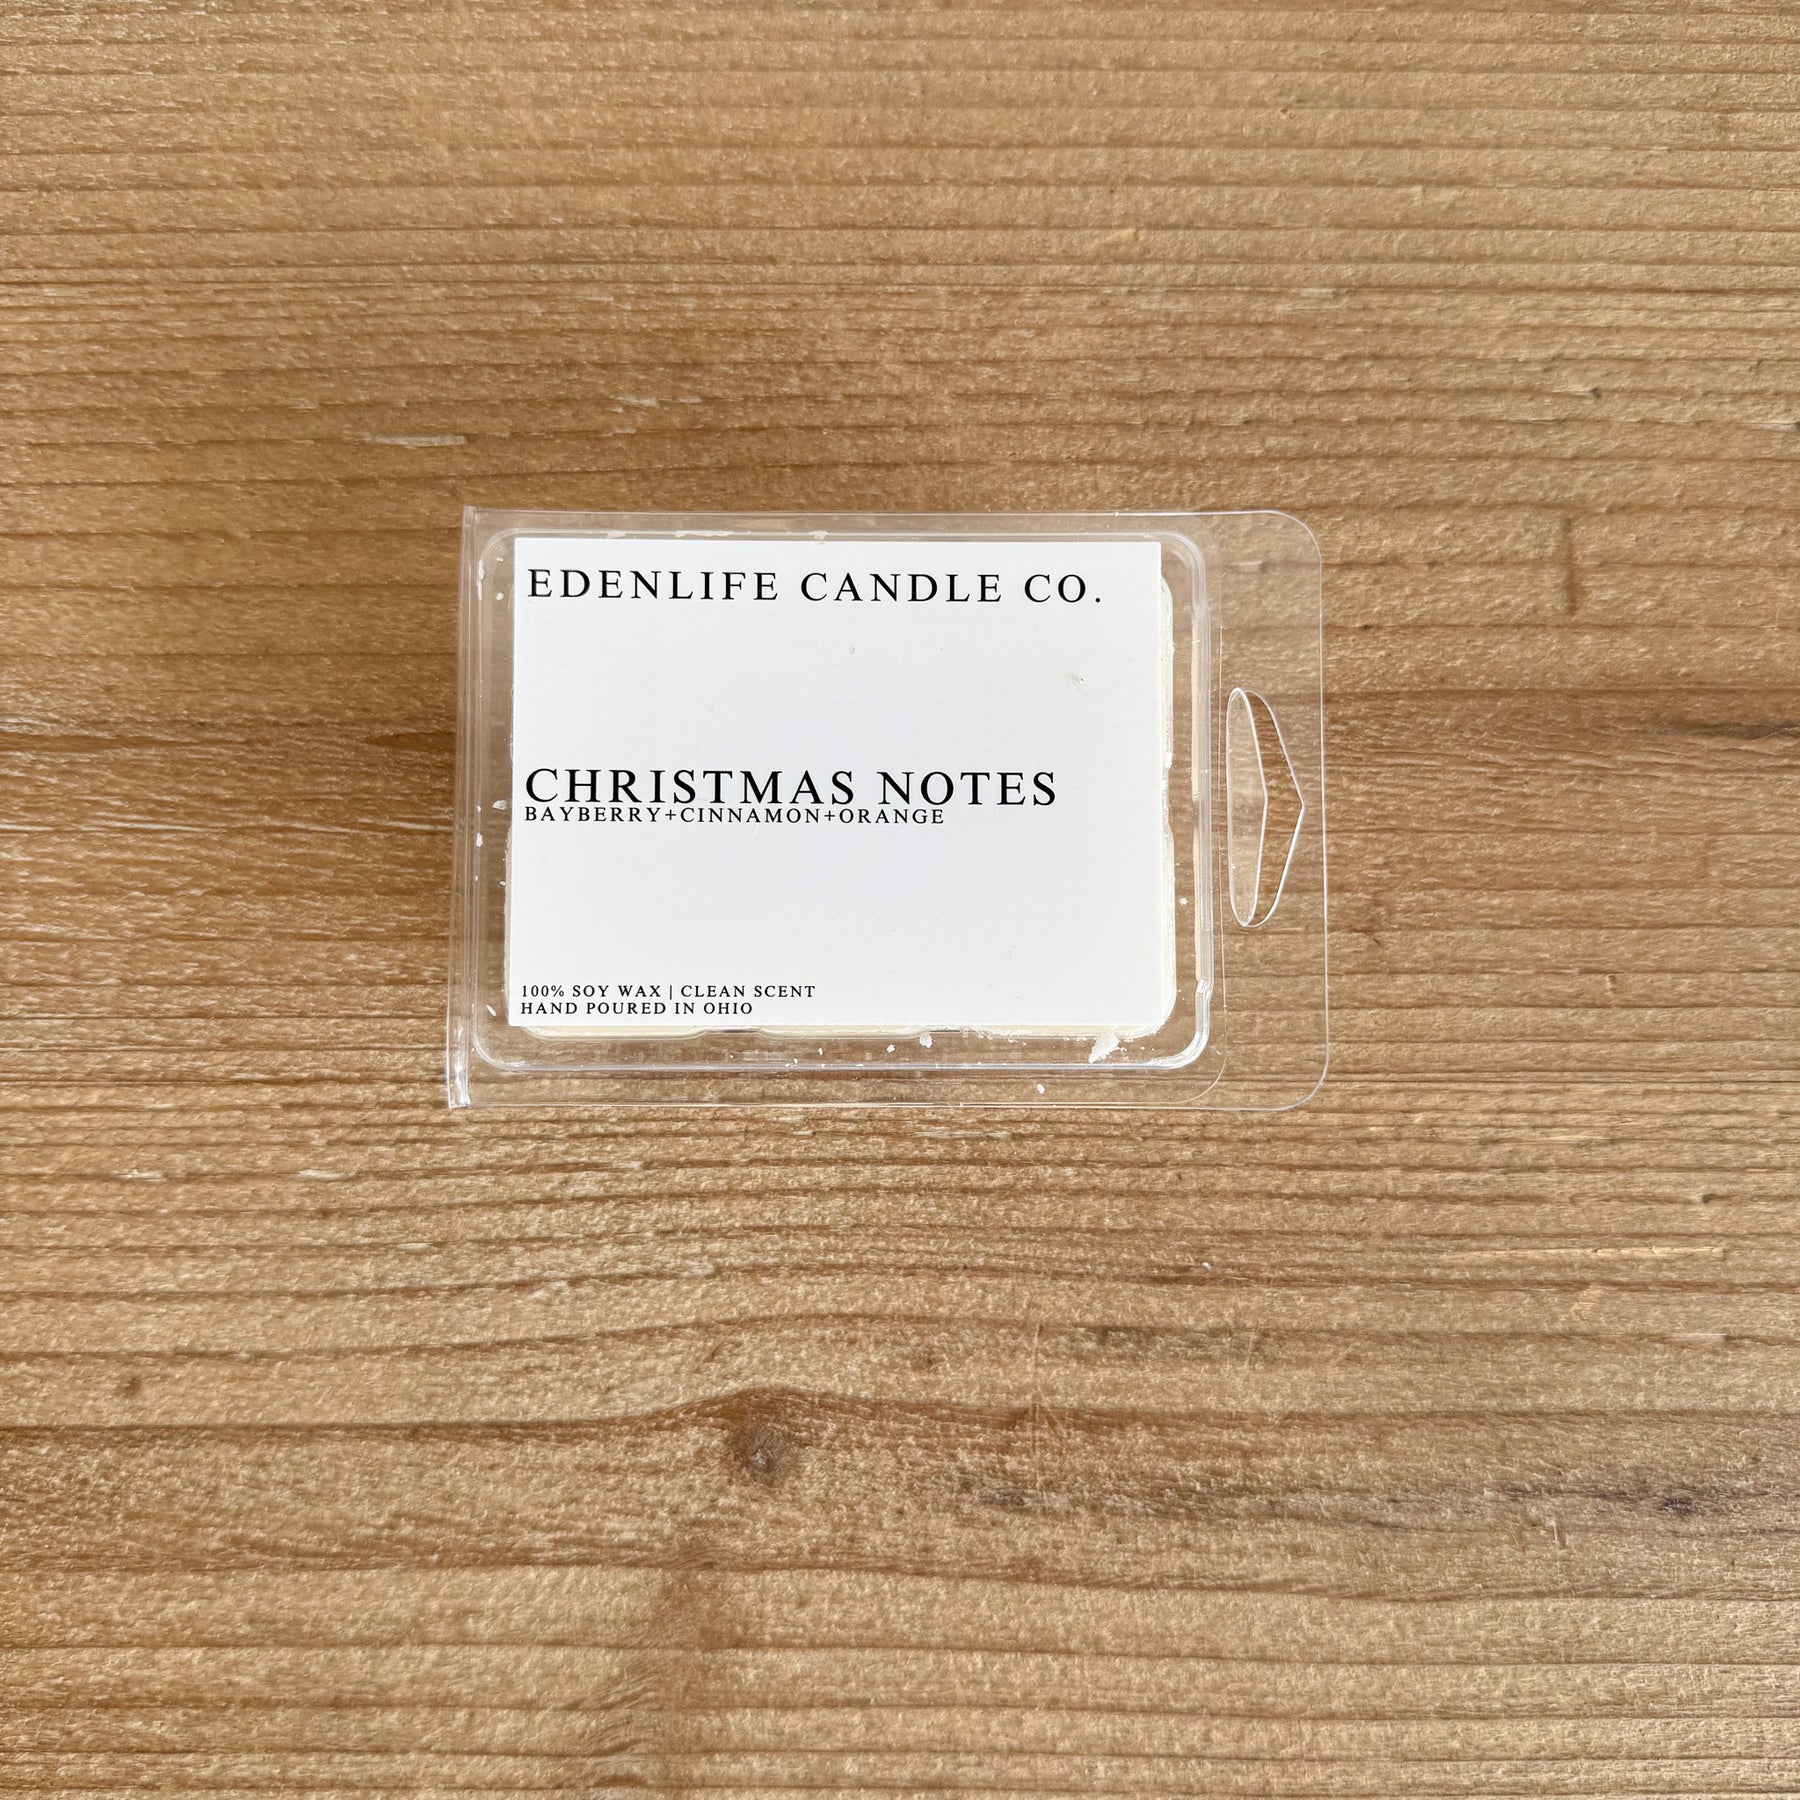 EDENLIFE CANDLE CO.
CHRISTMAS NOTES
BAYBERRY+CINNAMON+ORANGE
100% SOY WAX | CLEAN SCENT
HAND POURED IN OHIO